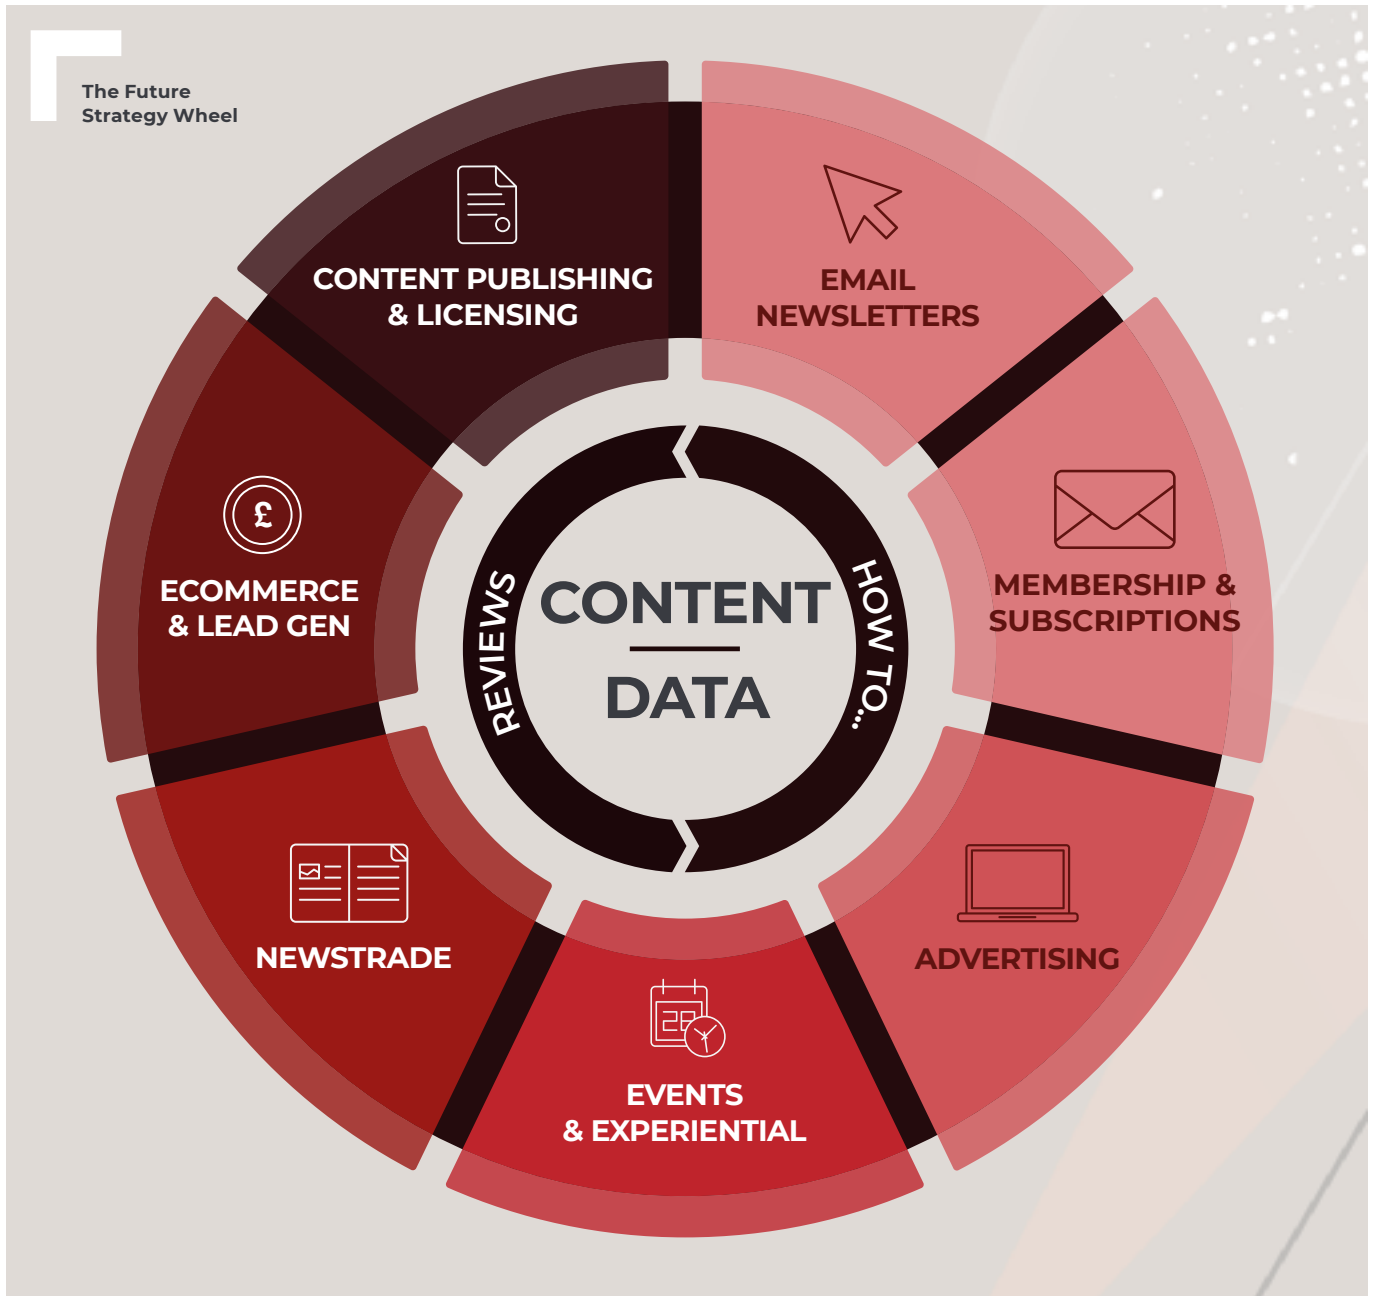 The Future
Strategy Wheel
CONTENT PUBLISHING
& LICENSING
EMAIL
NEWSLETTERS
£
ECOMMERCE
& LEAD GEN
MEMBERSHIP &
SUBSCRIPTIONS
REVIEWS
CONTENT
DATA
HOW TO...
NEWSTRADE
ADVERTISING
28
EVENTS
& EXPERIENTIAL